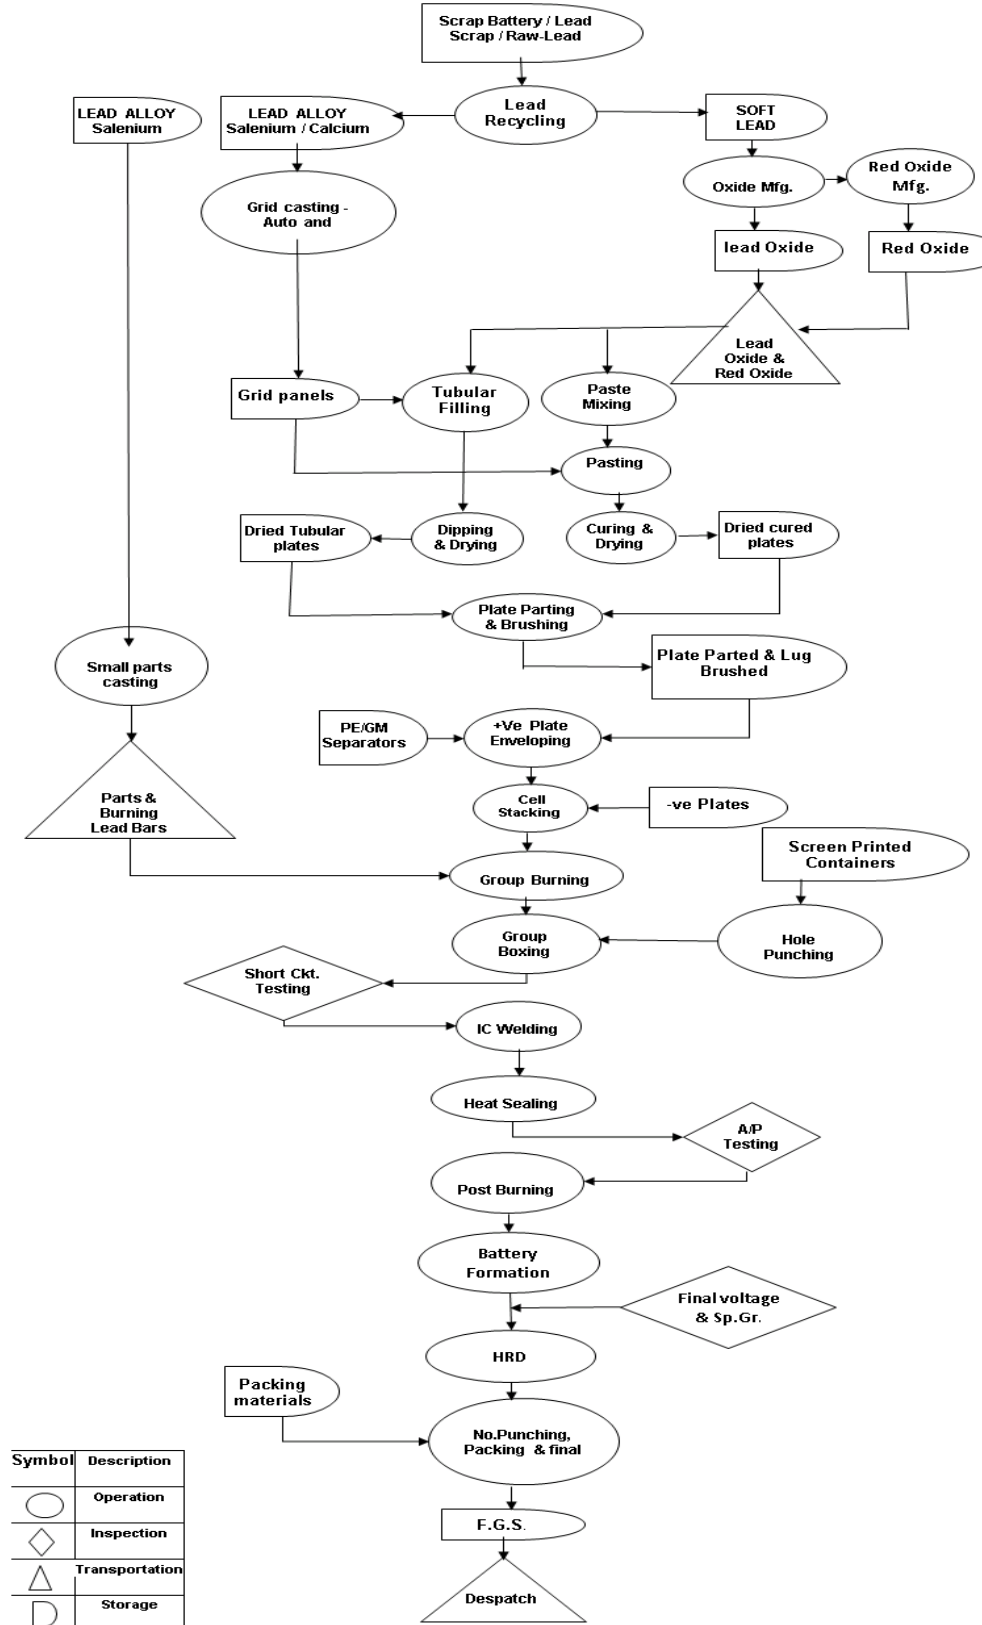 Scrap Battery / Lead
Scrap / Raw-Lead
LEAD ALLOY
Salenium
LEAD ALLOY
Salenium / Calcium
Lead
Recycling
SOFT
LEAD
Oxide Mfg.
Red Oxide
Mfg.
Grid casting -
Auto and
lead Oxide
Red Oxide
Lead
Oxide &
Red Oxide
Grid panels
Tubular
Filling
Paste
Mixing
Pasting
Dried Tubular
plates
Dipping
& Drying
Curing &
Drying
Dried cured
plates
Plate Parting
& Brushing
Small parts
casting
Plate Parted & Lug
Brushed
PE/GM
Separators
+Ve Plate
Enveloping
Parts &
Burning
Lead Bars
Cell
Stacking
-ve Plates
Screen Printed
Containers
Group Burning
Group
Boxing
Hole
Punching
Short Ckt.
Testing
IC Welding
Heat Sealing
A/P
Testing
Post Burning
Battery
Formation
Final voltage
& Sp.Gr.
HRD
Packing
materials
No.Punching,
Packing & final
F.G.S.
Despatch
Symbol Description
Operation
Inspection
Transportation
Storage